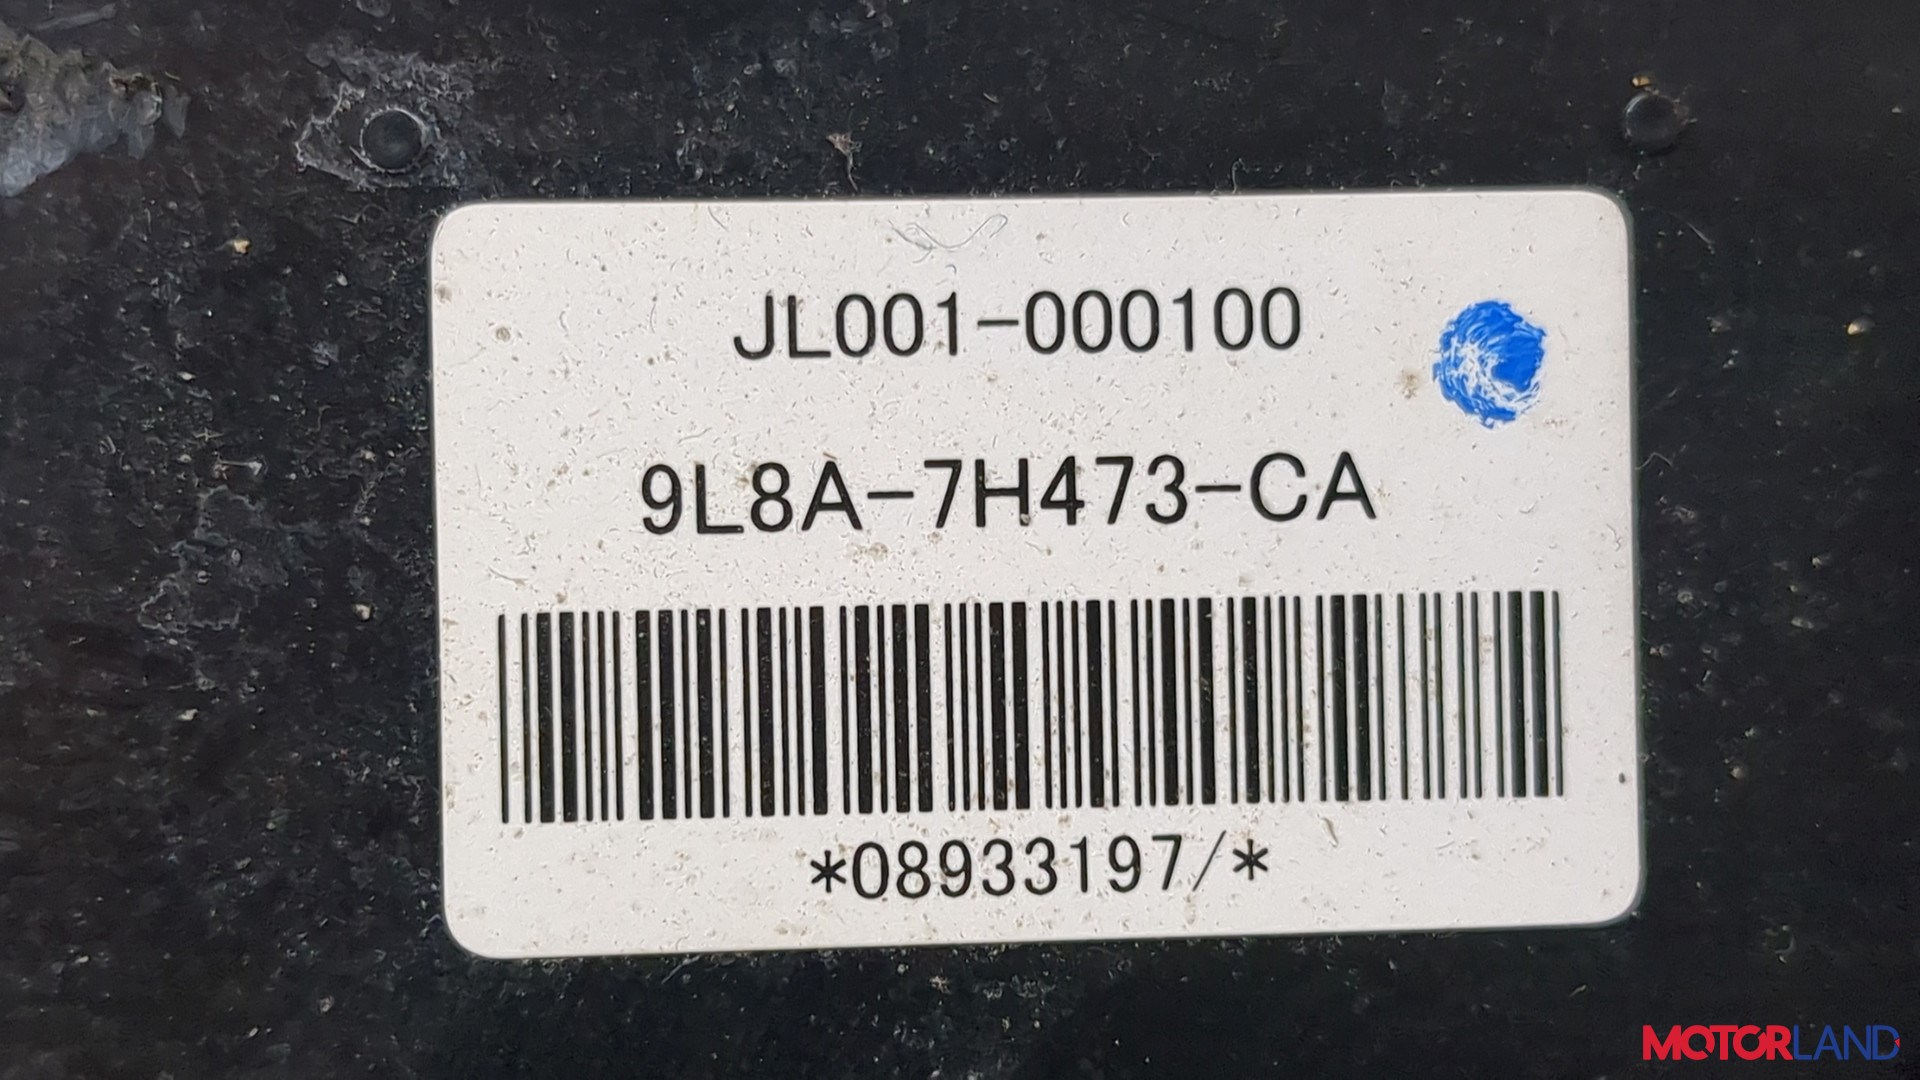 JL001-000100
9L8A-7H473-CA
*08933197/*
MOTORLAND